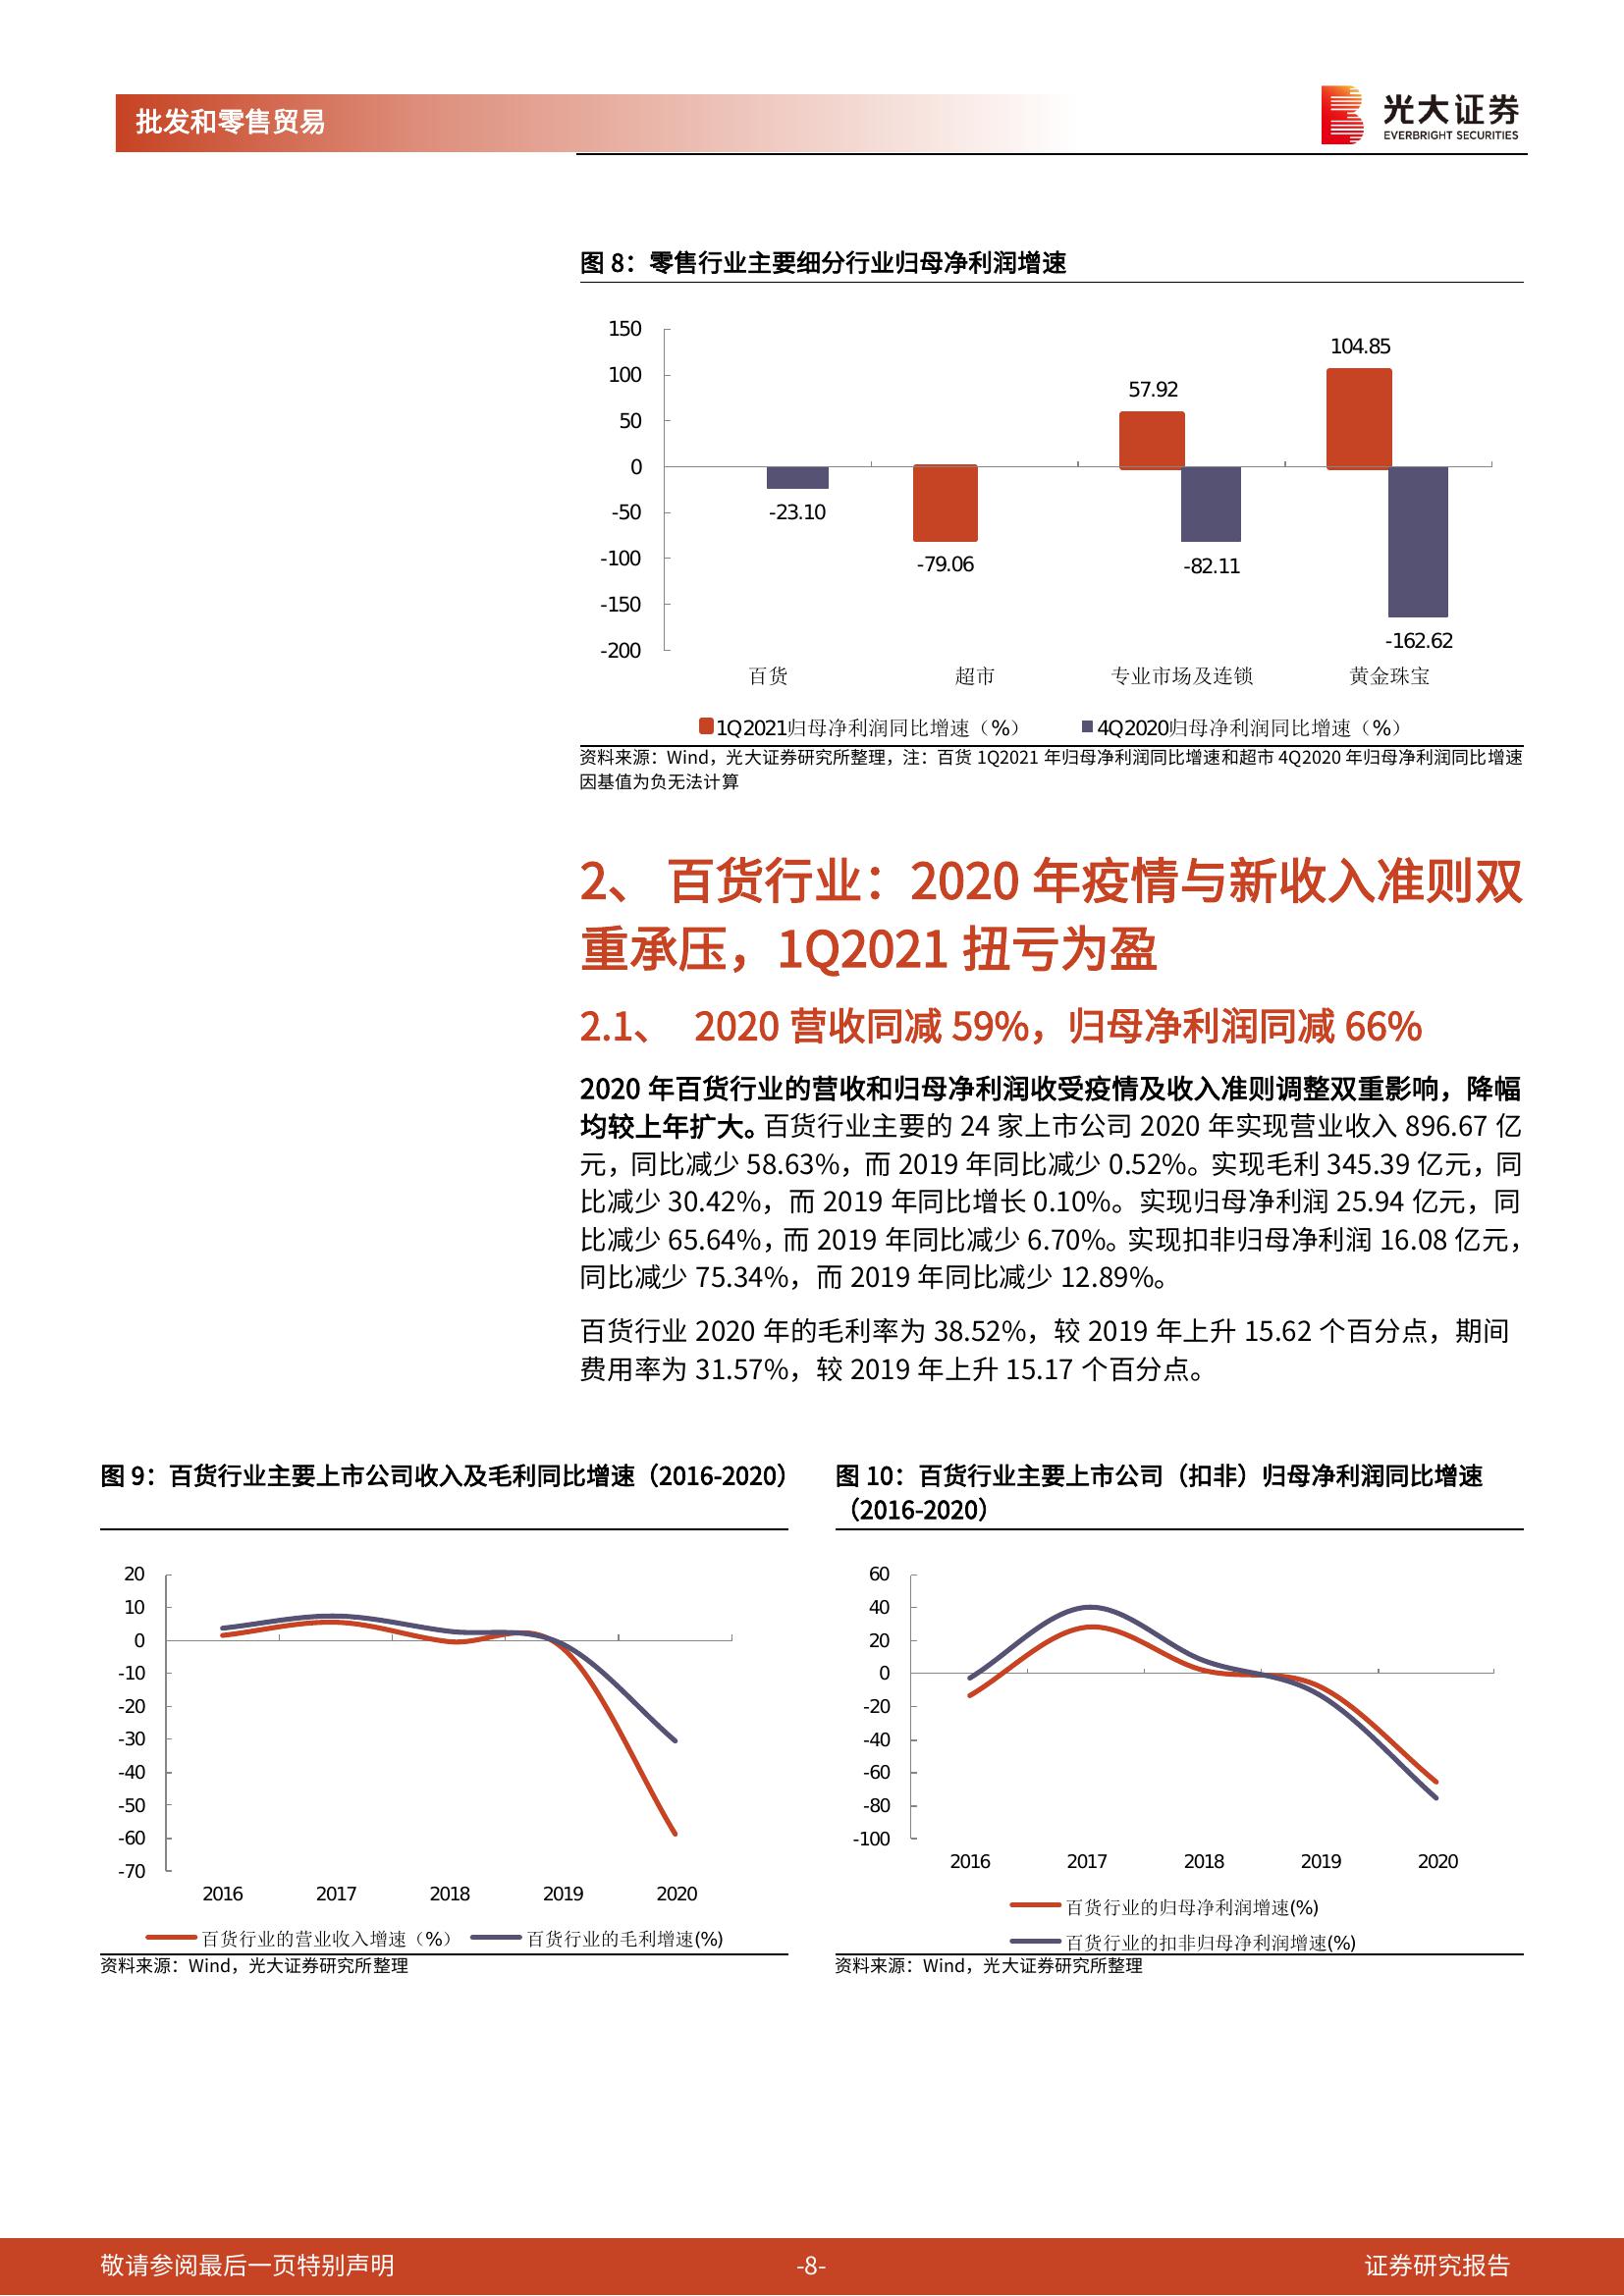 批发和零售贸易
光大证券
EVERBRIGHT SECURITIES
图 8：零售行业主要细分行业归母净利润增速
150
100
50
0
-50
-100
-150
-200
-23.10
-79.06
57.92
-82.11
104.85
-162.62
百货 超市 专业市场及连锁 黄金珠宝
1Q2021归母净利润同比增速（%） 4Q2020归母净利润同比增速（%）
资料来源：Wind，光大证券研究所整理，注：百货 1Q2021 年归母净利润同比增速和超市 4Q2020 年归母净利润同比增速
因基值为负无法计算
2、 百货行业：2020 年疫情与新收入准则双
重承压，1Q2021 扭亏为盈
2.1、 2020 营收同减 59%，归母净利润同减 66%
2020 年百货行业的营收和归母净利润收受疫情及收入准则调整双重影响，降幅
均较上年扩大。百货行业主要的 24 家上市公司 2020 年实现营业收入 896.67 亿
元，同比减少 58.63%，而 2019 年同比减少 0.52%。实现毛利 345.39 亿元，同
比减少 30.42%，而 2019 年同比增长 0.10%。实现归母净利润 25.94 亿元，同
比减少 65.64%，而 2019 年同比减少 6.70%。实现扣非归母净利润 16.08 亿元，
同比减少 75.34%，而 2019 年同比减少 12.89%。
百货行业 2020 年的毛利率为 38.52%，较 2019 年上升 15.62 个百分点，期间
费用率为 31.57%，较 2019 年上升 15.17 个百分点。
图 9：百货行业主要上市公司收入及毛利同比增速（2016-2020）
20
10
0
-10
-20
-30
-40
-50
-60
-70
2016 2017 2018 2019 2020
百货行业的营业收入增速（%） 百货行业的毛利增速(%)
资料来源：Wind，光大证券研究所整理
图 10：百货行业主要上市公司（扣非）归母净利润同比增速
（2016-2020）
60
40
20
0
-20
-40
-60
-80
-100
2016 2017 2018 2019 2020
百货行业的归母净利润增速(%)
百货行业的扣非归母净利润增速(%)
资料来源：Wind，光大证券研究所整理
敬请参阅最后一页特别声明 -8- 证券研究报告